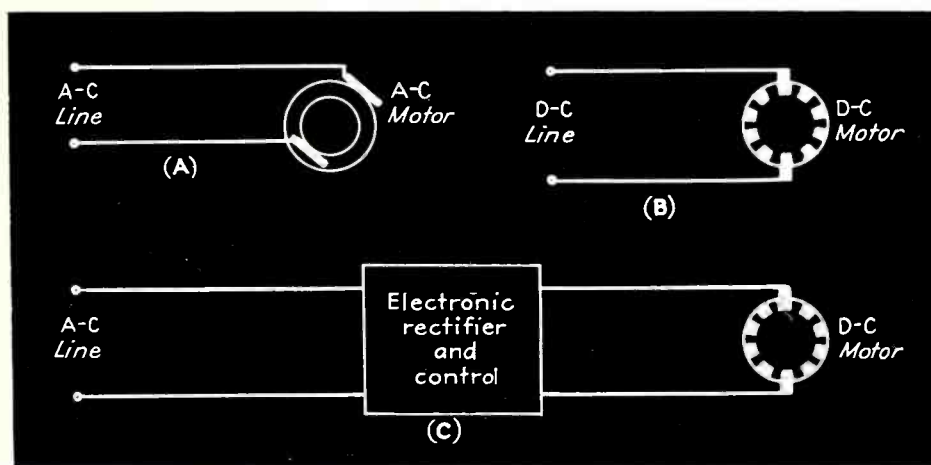 A-C
Line
(A)
A-C
Motor
D-C
Line
(B)
D-C
Motor
A-C
Line
Electronic
rectifier
and
control
(C)
D-C
Motor